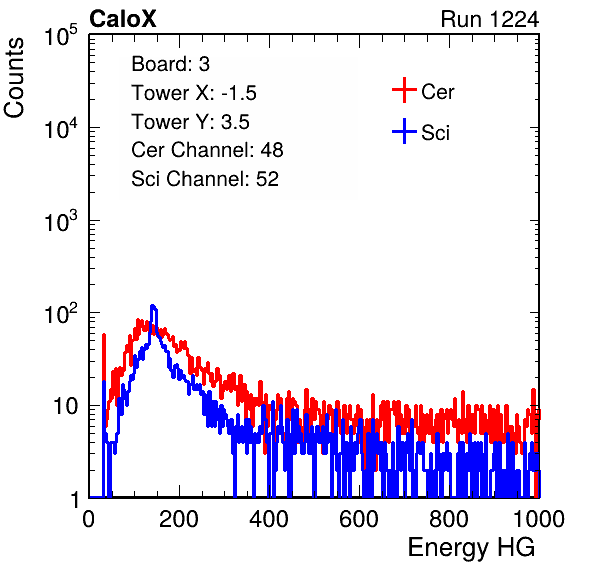 CaloX Run 1224
Counts
10^5
10^4
10^3
10^2
10
1
Board: 3
Tower X: -1.5
Tower Y: 3.5
Cer Channel: 48
Sci Channel: 52
Cer
Sci
0 200 400 600 800 1000
Energy HG